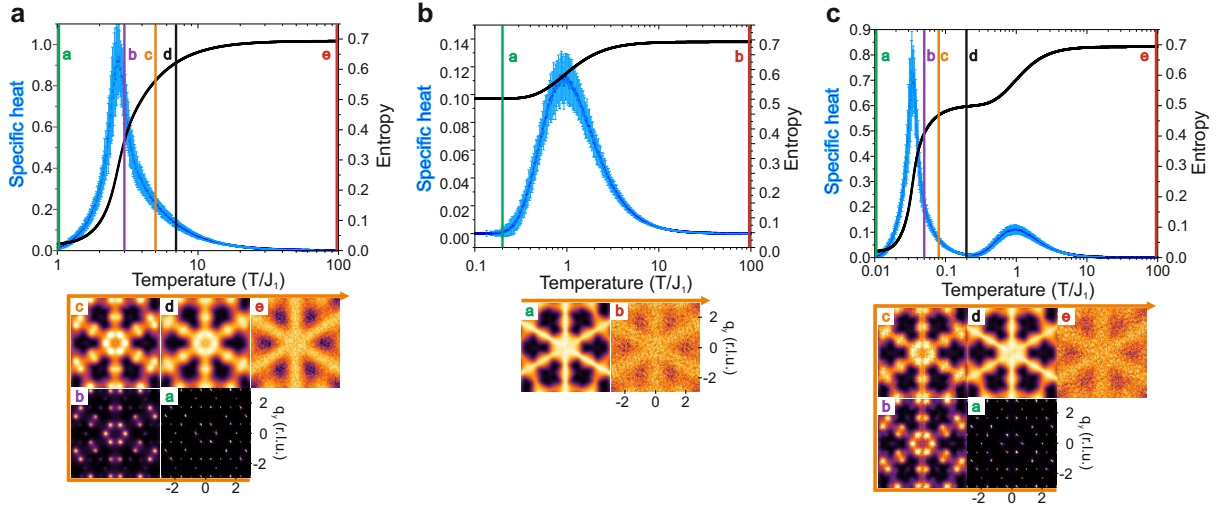 a
b
c
1.0
0.8
0.6
0.4
0.2
0.0
Specific heat
a
b
c
d
e
0.7
0.6
0.5
0.4
0.3
0.2
0.1
0.0
Entropy
1
10
100
Temperature (T/J₁)
0.14
0.12
0.10
0.08
0.06
0.04
0.02
0.00
Specific heat
a
b
0.7
0.6
0.5
0.4
0.3
0.2
0.1
0.0
Entropy
0.1
1
10
100
Temperature (T/J₁)
0.9
0.8
0.7
0.6
0.5
0.4
0.3
0.2
0.1
0.0
Specific heat
a
b
c
d
e
0.7
0.6
0.5
0.4
0.3
0.2
0.1
0.0
Entropy
0.01
0.1
1
10
100
Temperature (T/J₁)
c
d
e
b
a
2
0
-2
qy (r.l.u.)
-2
0
2
a
b
2
0
-2
qy (r.l.u.)
-2
0
2
c
d
e
b
a
2
0
-2
qy (r.l.u.)
-2
0
2